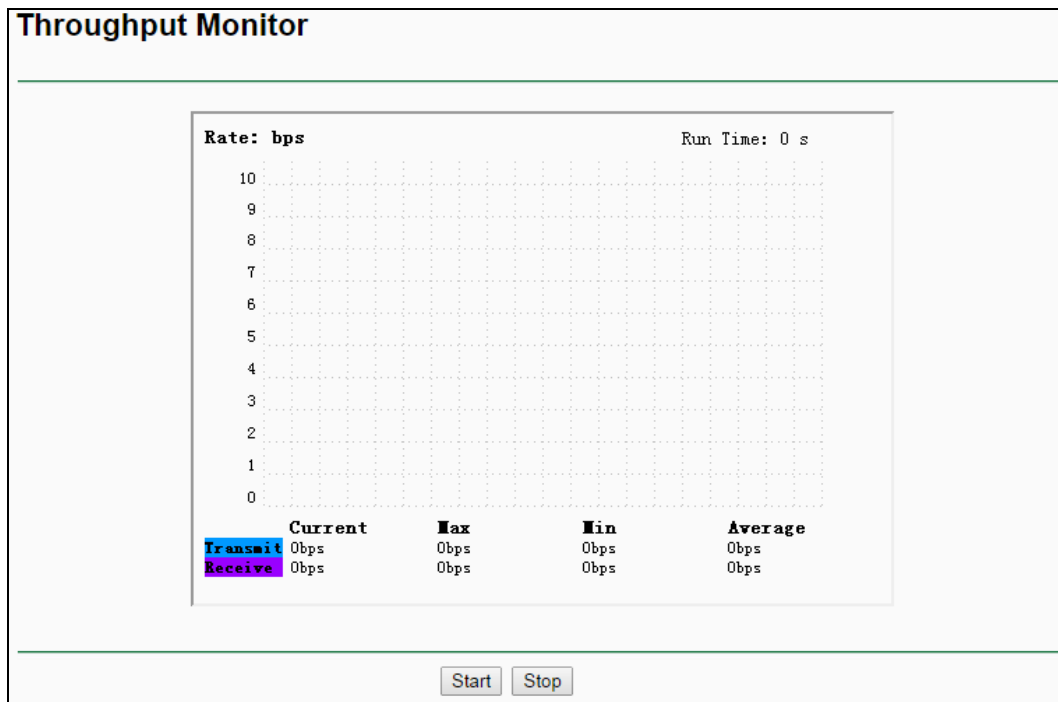 Throughput Monitor
Rate: bps Run Time: 0 s
10
9
8
7
6
5
4
3
2
1
0
Current Max Min Average
Transmit 0bps 0bps 0bps 0bps
Receive 0bps 0bps 0bps 0bps
Start Stop